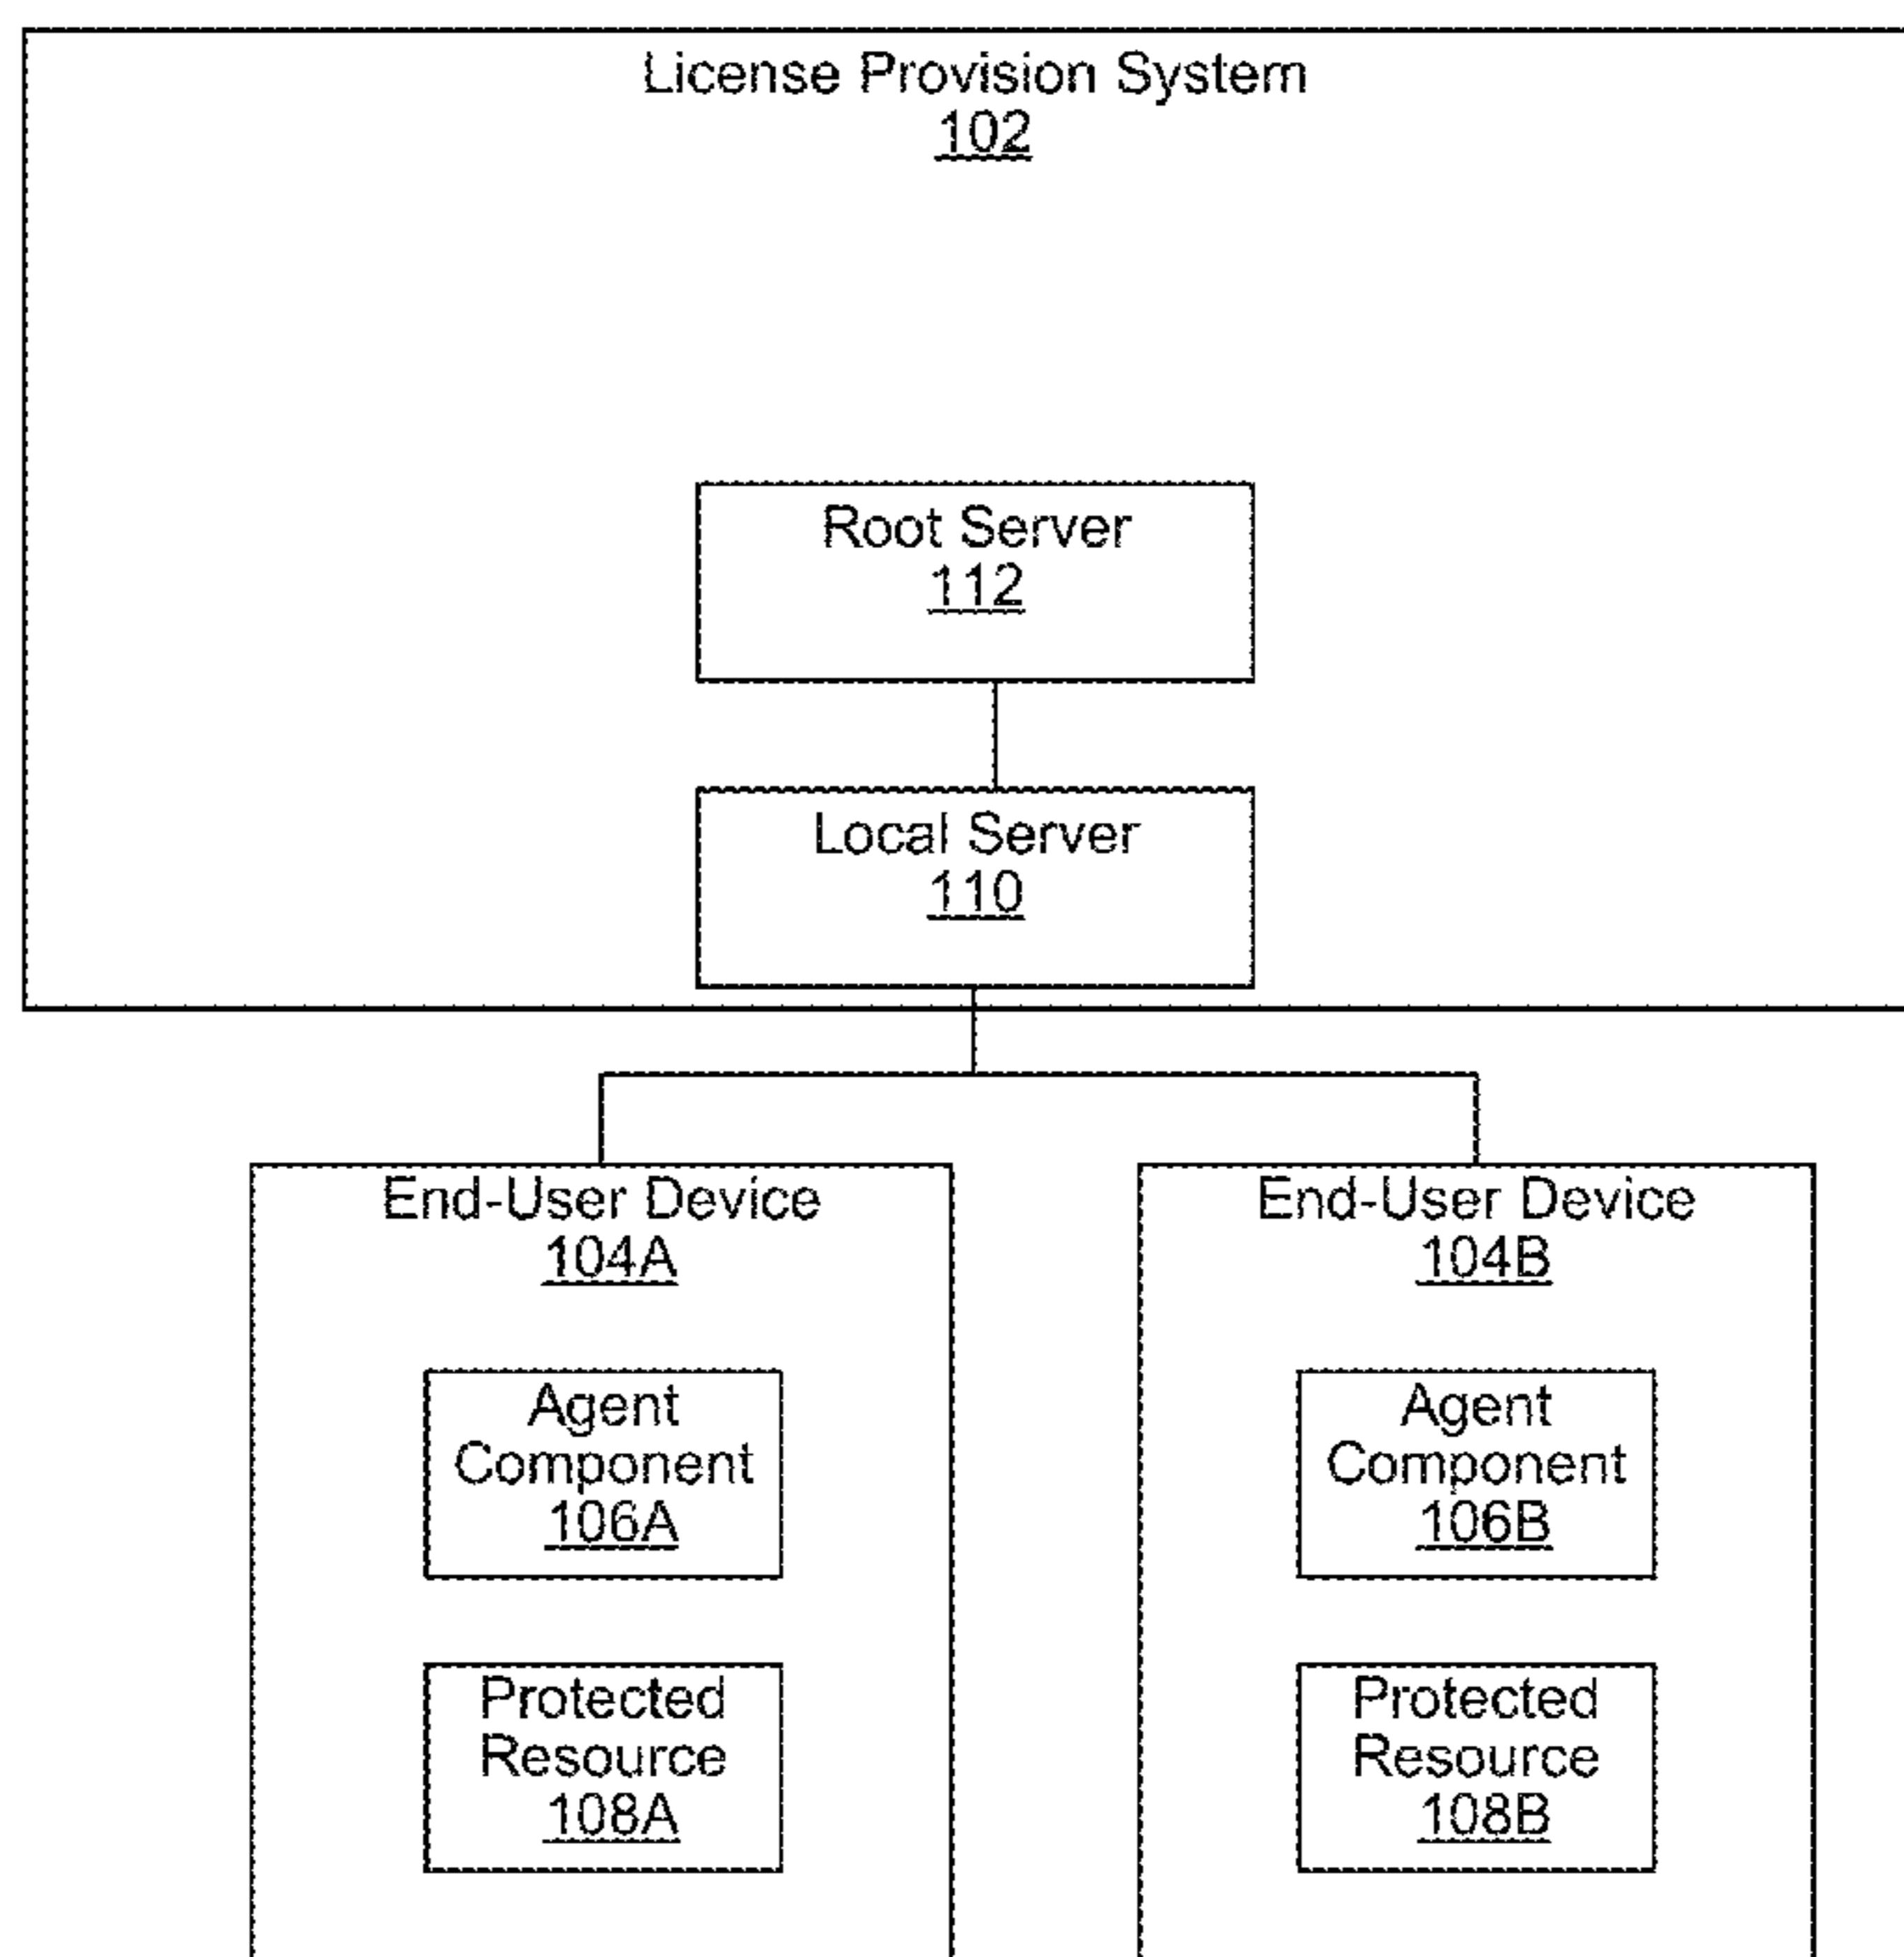 License Provision System
102
Root Server
112
Local Server
110
End-User Device
104A
Agent
Component
106A
Protected
Resource
108A
End-User Device
104B
Agent
Component
106B
Protected
Resource
108B